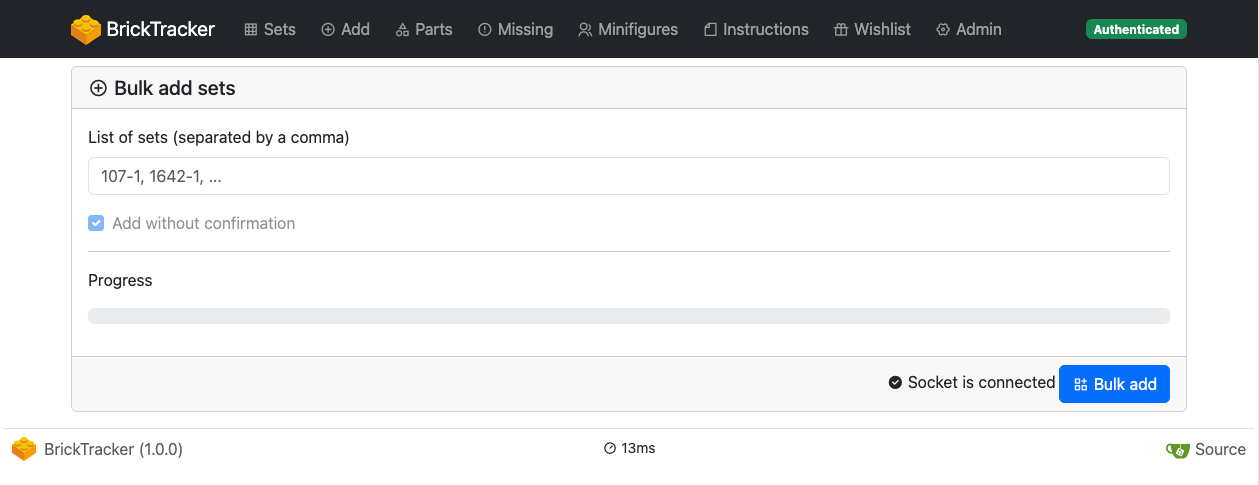 BrickTracker Sets Add Parts Missing Minifigures Instructions Wishlist Admin Authenticated
Bulk add sets
List of sets (separated by a comma)
107-1, 1642-1, ...
Add without confirmation
Progress
Socket is connected Bulk add
BrickTracker (1.0.0) 13ms Source